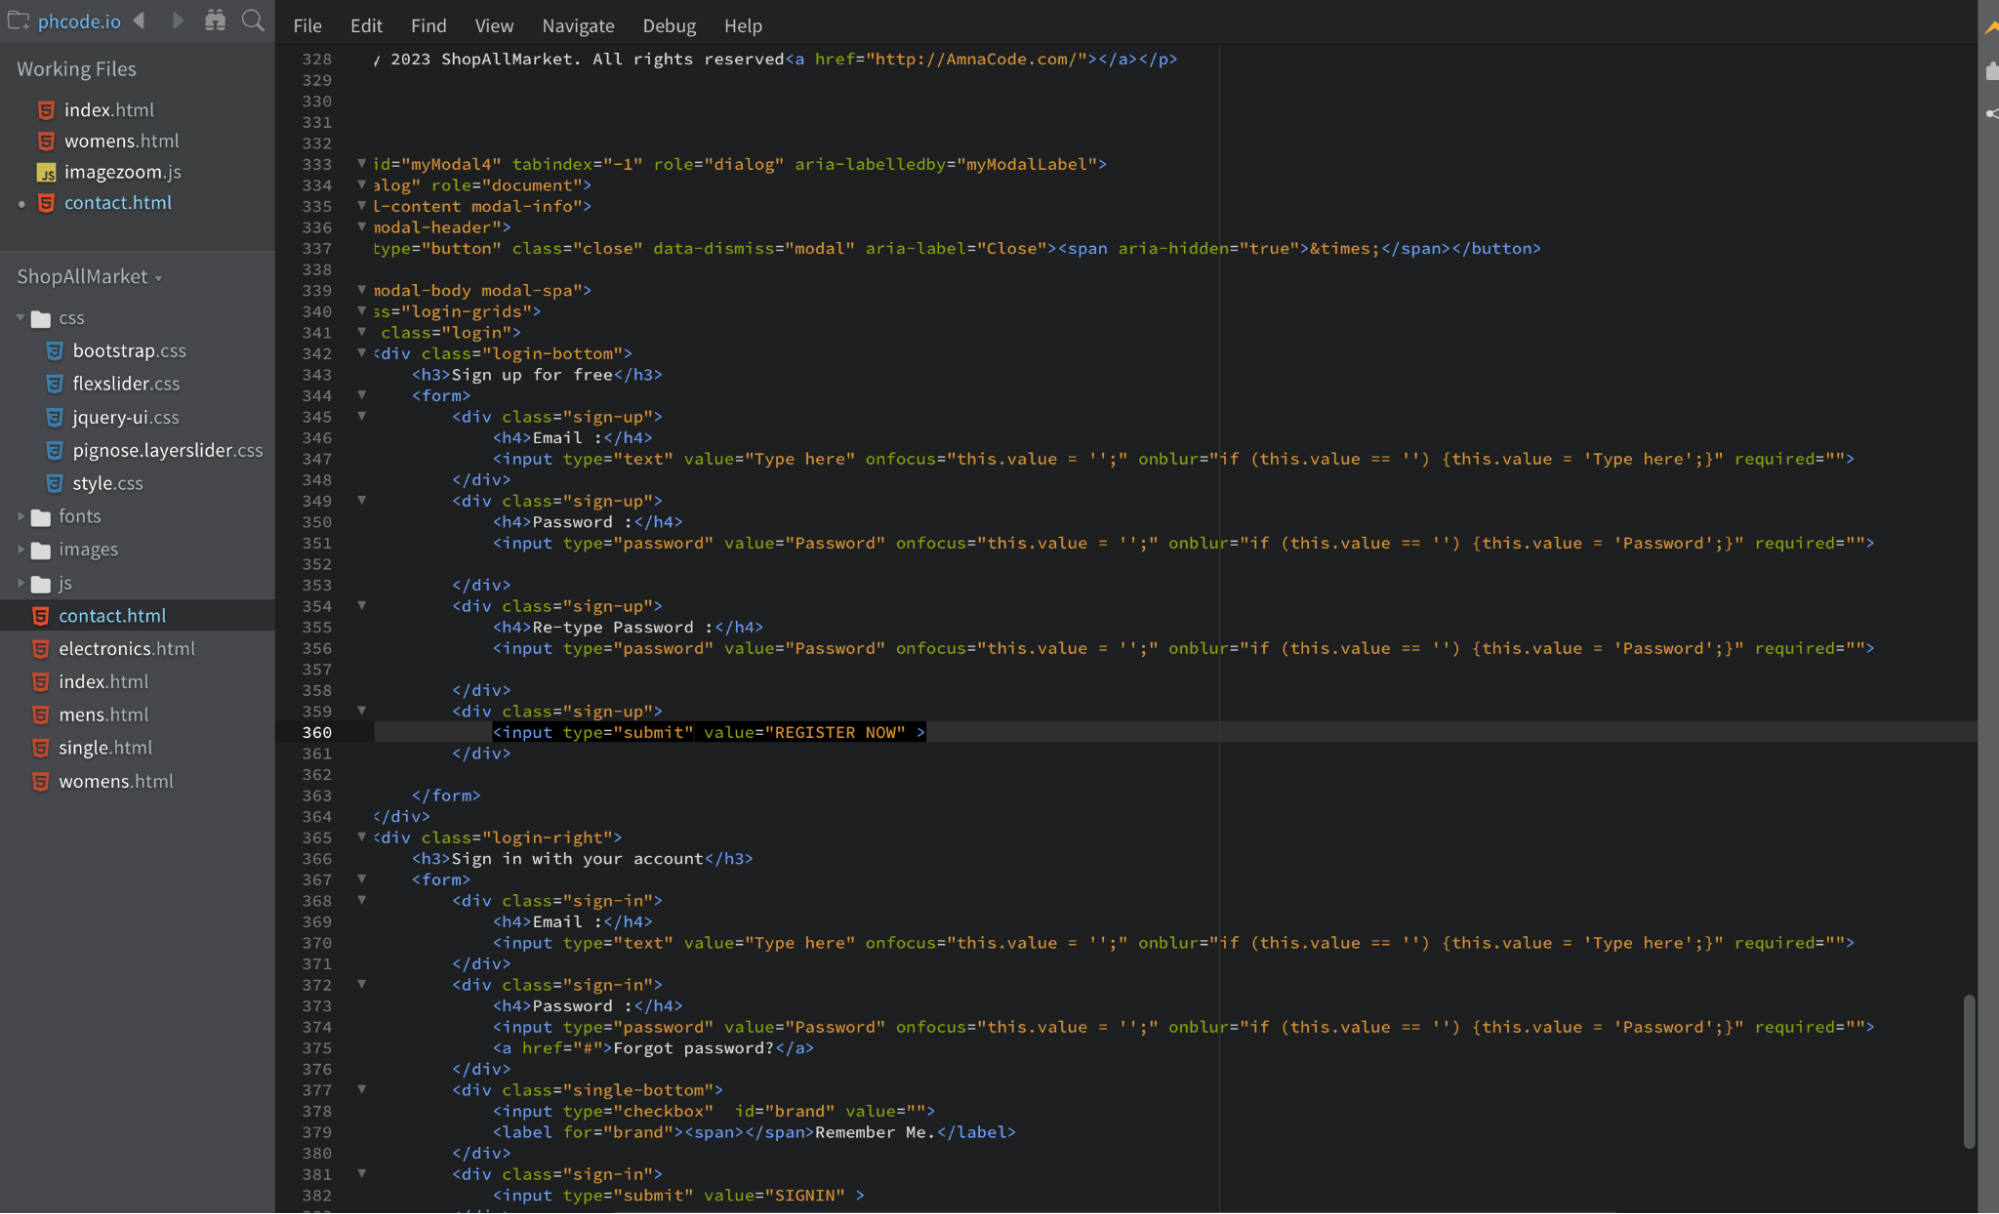 phcode.io
File Edit Find View Navigate Debug Help
Working Files
index.html
womens.html
JS imagezoom.js
contact.html
ShopAllMarket
css
bootstrap.css
flexslider.css
jquery-ui.css
pignose.layerslider.css
style.css
fonts
images
js
contact.html
electronics.html
index.html
mens.html
single.html
womens.html
328 y 2023 ShopAllMarket. All rights reserved<a href="http://AmnaCode.com/"></a></p>
329
330
331
332
333 id="myModal4" tabindex="-1" role="dialog" aria-labelledby="myModalLabel">
334 alog" role="document">
335 l-content modal-info">
336 modal-header">
337 type="button" class="close" data-dismiss="modal" aria-label="Close"><span aria-hidden="true">&times;</span></button>
338
339 modal-body modal-spa">
340 ss="login-grids">
341 class="login">
342 <div class="login-bottom">
343 <h3>Sign up for free</h3>
344 <form>
345 <div class="sign-up">
346 <h4>Email :</h4>
347 <input type="text" value="Type here" onfocus="this.value = '';" onblur="if (this.value == '') {this.value = 'Type here';}" required="">
348 </div>
349 <div class="sign-up">
350 <h4>Password :</h4>
351 <input type="password" value="Password" onfocus="this.value = '';" onblur="if (this.value == '') {this.value = 'Password';}" required="">
352
353 </div>
354 <div class="sign-up">
355 <h4>Re-type Password :</h4>
356 <input type="password" value="Password" onfocus="this.value = '';" onblur="if (this.value == '') {this.value = 'Password';}" required="">
357
358 </div>
359 <div class="sign-up">
360 <input type="submit" value="REGISTER NOW" >
361 </div>
362
363 </form>
364 </div>
365 <div class="login-right">
366 <h3>Sign in with your account</h3>
367 <form>
368 <div class="sign-in">
369 <h4>Email :</h4>
370 <input type="text" value="Type here" onfocus="this.value = '';" onblur="if (this.value == '') {this.value = 'Type here';}" required="">
371 </div>
372 <div class="sign-in">
373 <h4>Password :</h4>
374 <input type="password" value="Password" onfocus="this.value = '';" onblur="if (this.value == '') {this.value = 'Password';}" required="">
375 <a href="#">Forgot password?</a>
376 </div>
377 <div class="single-bottom">
378 <input type="checkbox"  id="brand" value="">
379 <label for="brand"><span></span>Remember Me.</label>
380 </div>
381 <div class="sign-in">
382 <input type="submit" value="SIGNIN" >